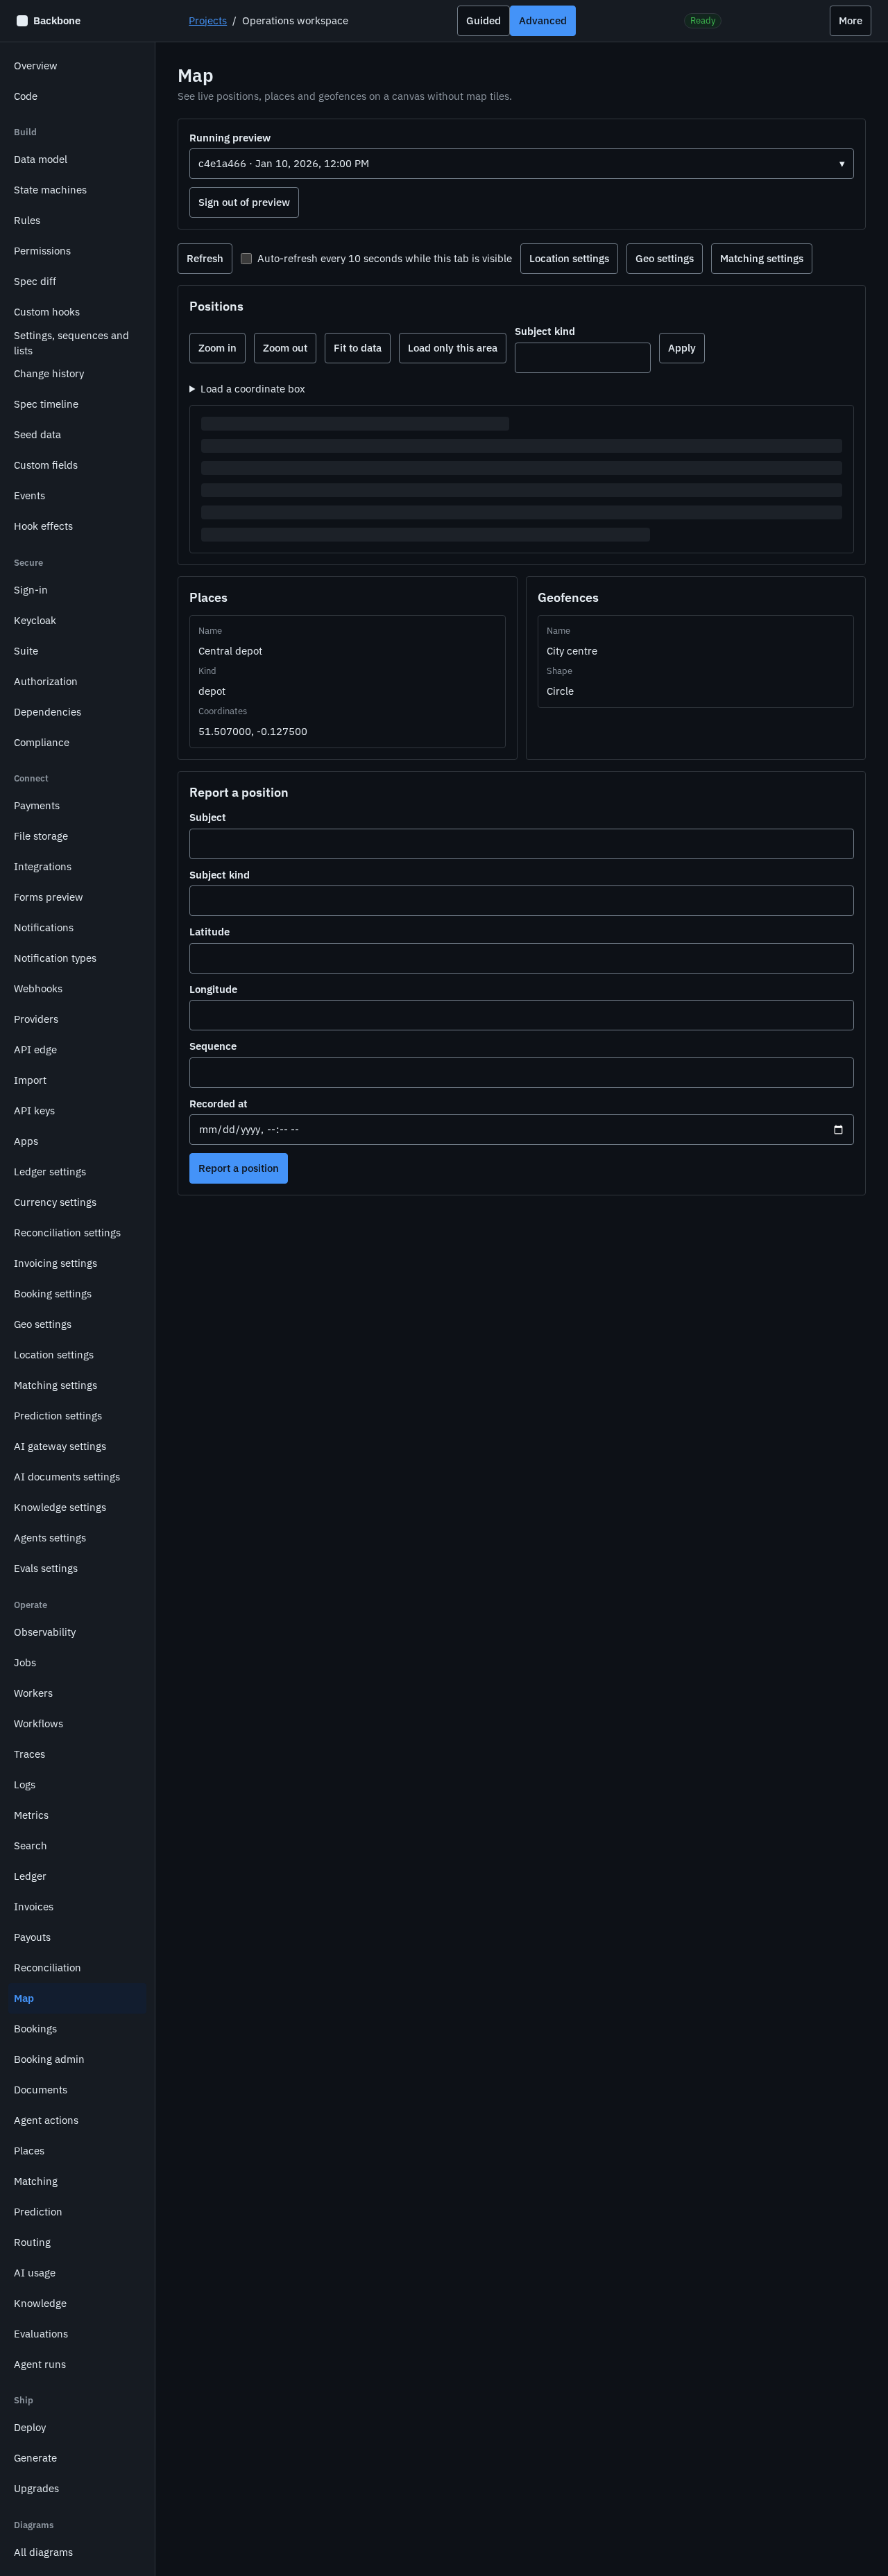 Backbone
Projects / Operations workspace
Guided
Advanced
Ready
More
Overview
Code
Build
Data model
State machines
Rules
Permissions
Spec diff
Custom hooks
Settings, sequences and
lists
Change history
Spec timeline
Seed data
Custom fields
Events
Hook effects
Secure
Sign-in
Keycloak
Suite
Authorization
Dependencies
Compliance
Connect
Payments
File storage
Integrations
Forms preview
Notifications
Notification types
Webhooks
Providers
API edge
Import
API keys
Apps
Ledger settings
Currency settings
Reconciliation settings
Invoicing settings
Booking settings
Geo settings
Location settings
Matching settings
Prediction settings
AI gateway settings
AI documents settings
Knowledge settings
Agents settings
Evals settings
Operate
Observability
Jobs
Workers
Workflows
Traces
Logs
Metrics
Search
Ledger
Invoices
Payouts
Reconciliation
Map
Bookings
Booking admin
Documents
Agent actions
Places
Matching
Prediction
Routing
AI usage
Knowledge
Evaluations
Agent runs
Ship
Deploy
Generate
Upgrades
Diagrams
All diagrams
Map
See live positions, places and geofences on a canvas without map tiles.
Running preview
c4e1a466 · Jan 10, 2026, 12:00 PM
Sign out of preview
Refresh
Auto-refresh every 10 seconds while this tab is visible
Location settings
Geo settings
Matching settings
Positions
Zoom in
Zoom out
Fit to data
Load only this area
Subject kind
Apply
Load a coordinate box
Places
Name
Central depot
Kind
depot
Coordinates
51.507000, -0.127500
Geofences
Name
City centre
Shape
Circle
Report a position
Subject
Subject kind
Latitude
Longitude
Sequence
Recorded at
mm/dd/yyyy, --:-- --
Report a position